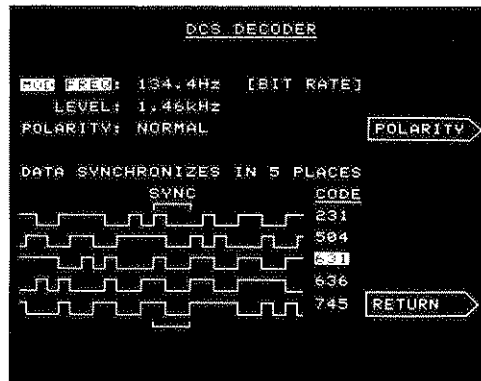 DCS DECODER
MOD FREQ: 134.4Hz [BIT RATE]
LEVEL: 1.46kHz
POLARITY: NORMAL
POLARITY
DATA SYNCHRONIZES IN 5 PLACES
SYNC CODE
231
504
631
636
745 RETURN